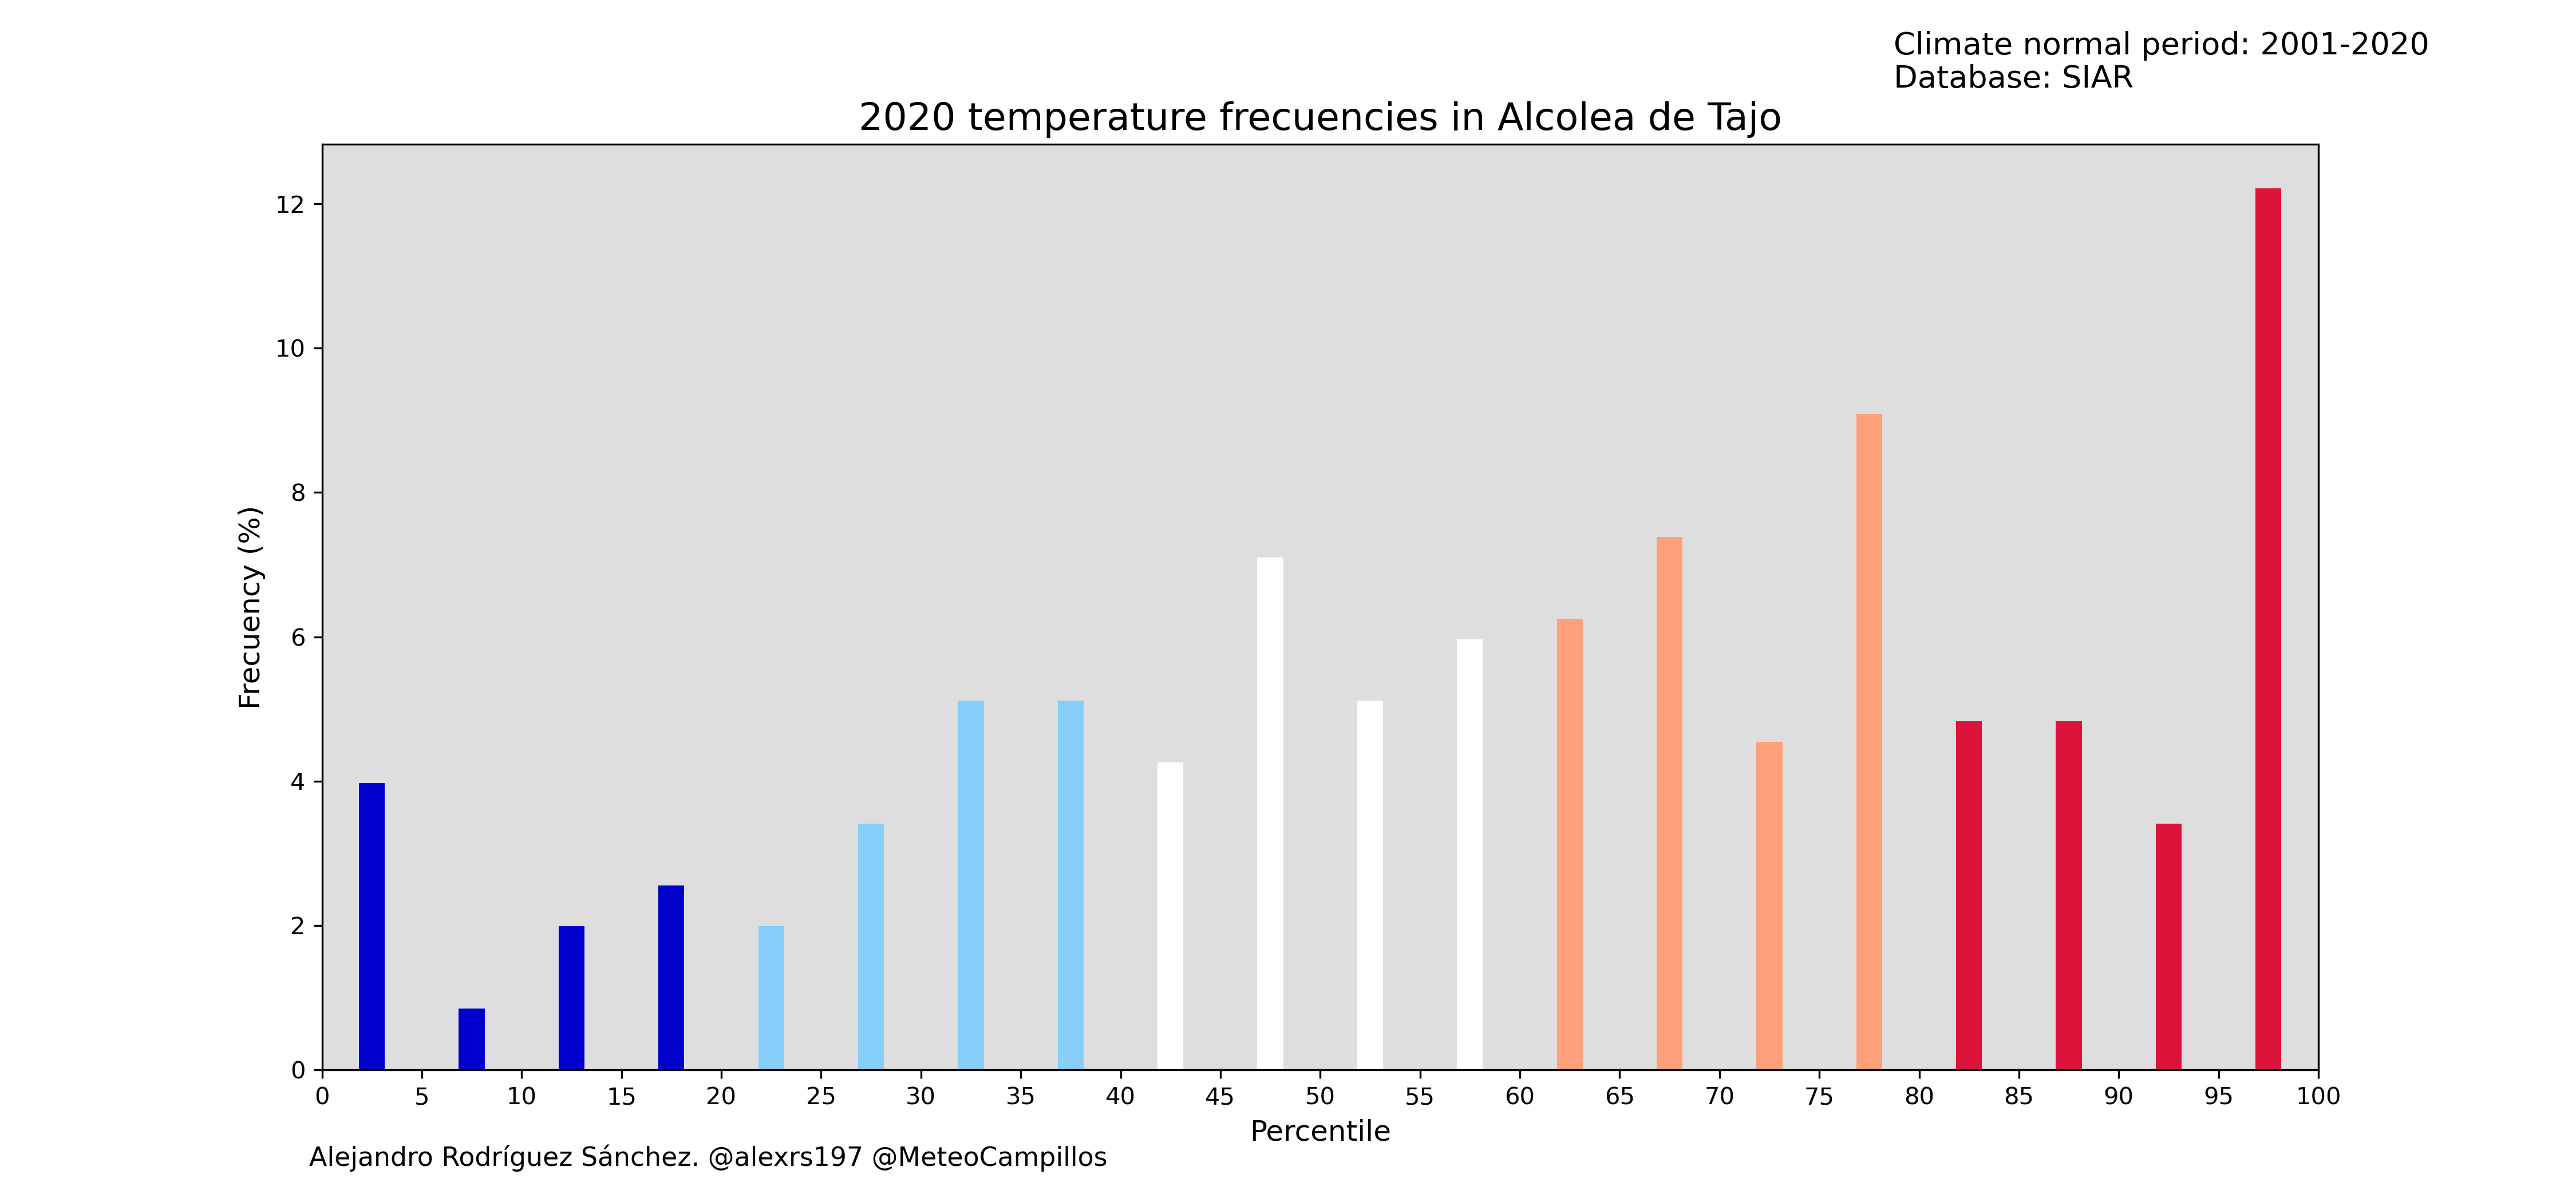 Climate normal period: 2001-2020
Database: SIAR
2020 temperature frecuencies in Alcolea de Tajo
Frecuency (%)
12
10
8
6
4
2
0
0 5 10 15 20 25 30 35 40 45 50 55 60 65 70 75 80 85 90 95 100
Percentile
Alejandro Rodríguez Sánchez. @alexrs197 @MeteoCampillos